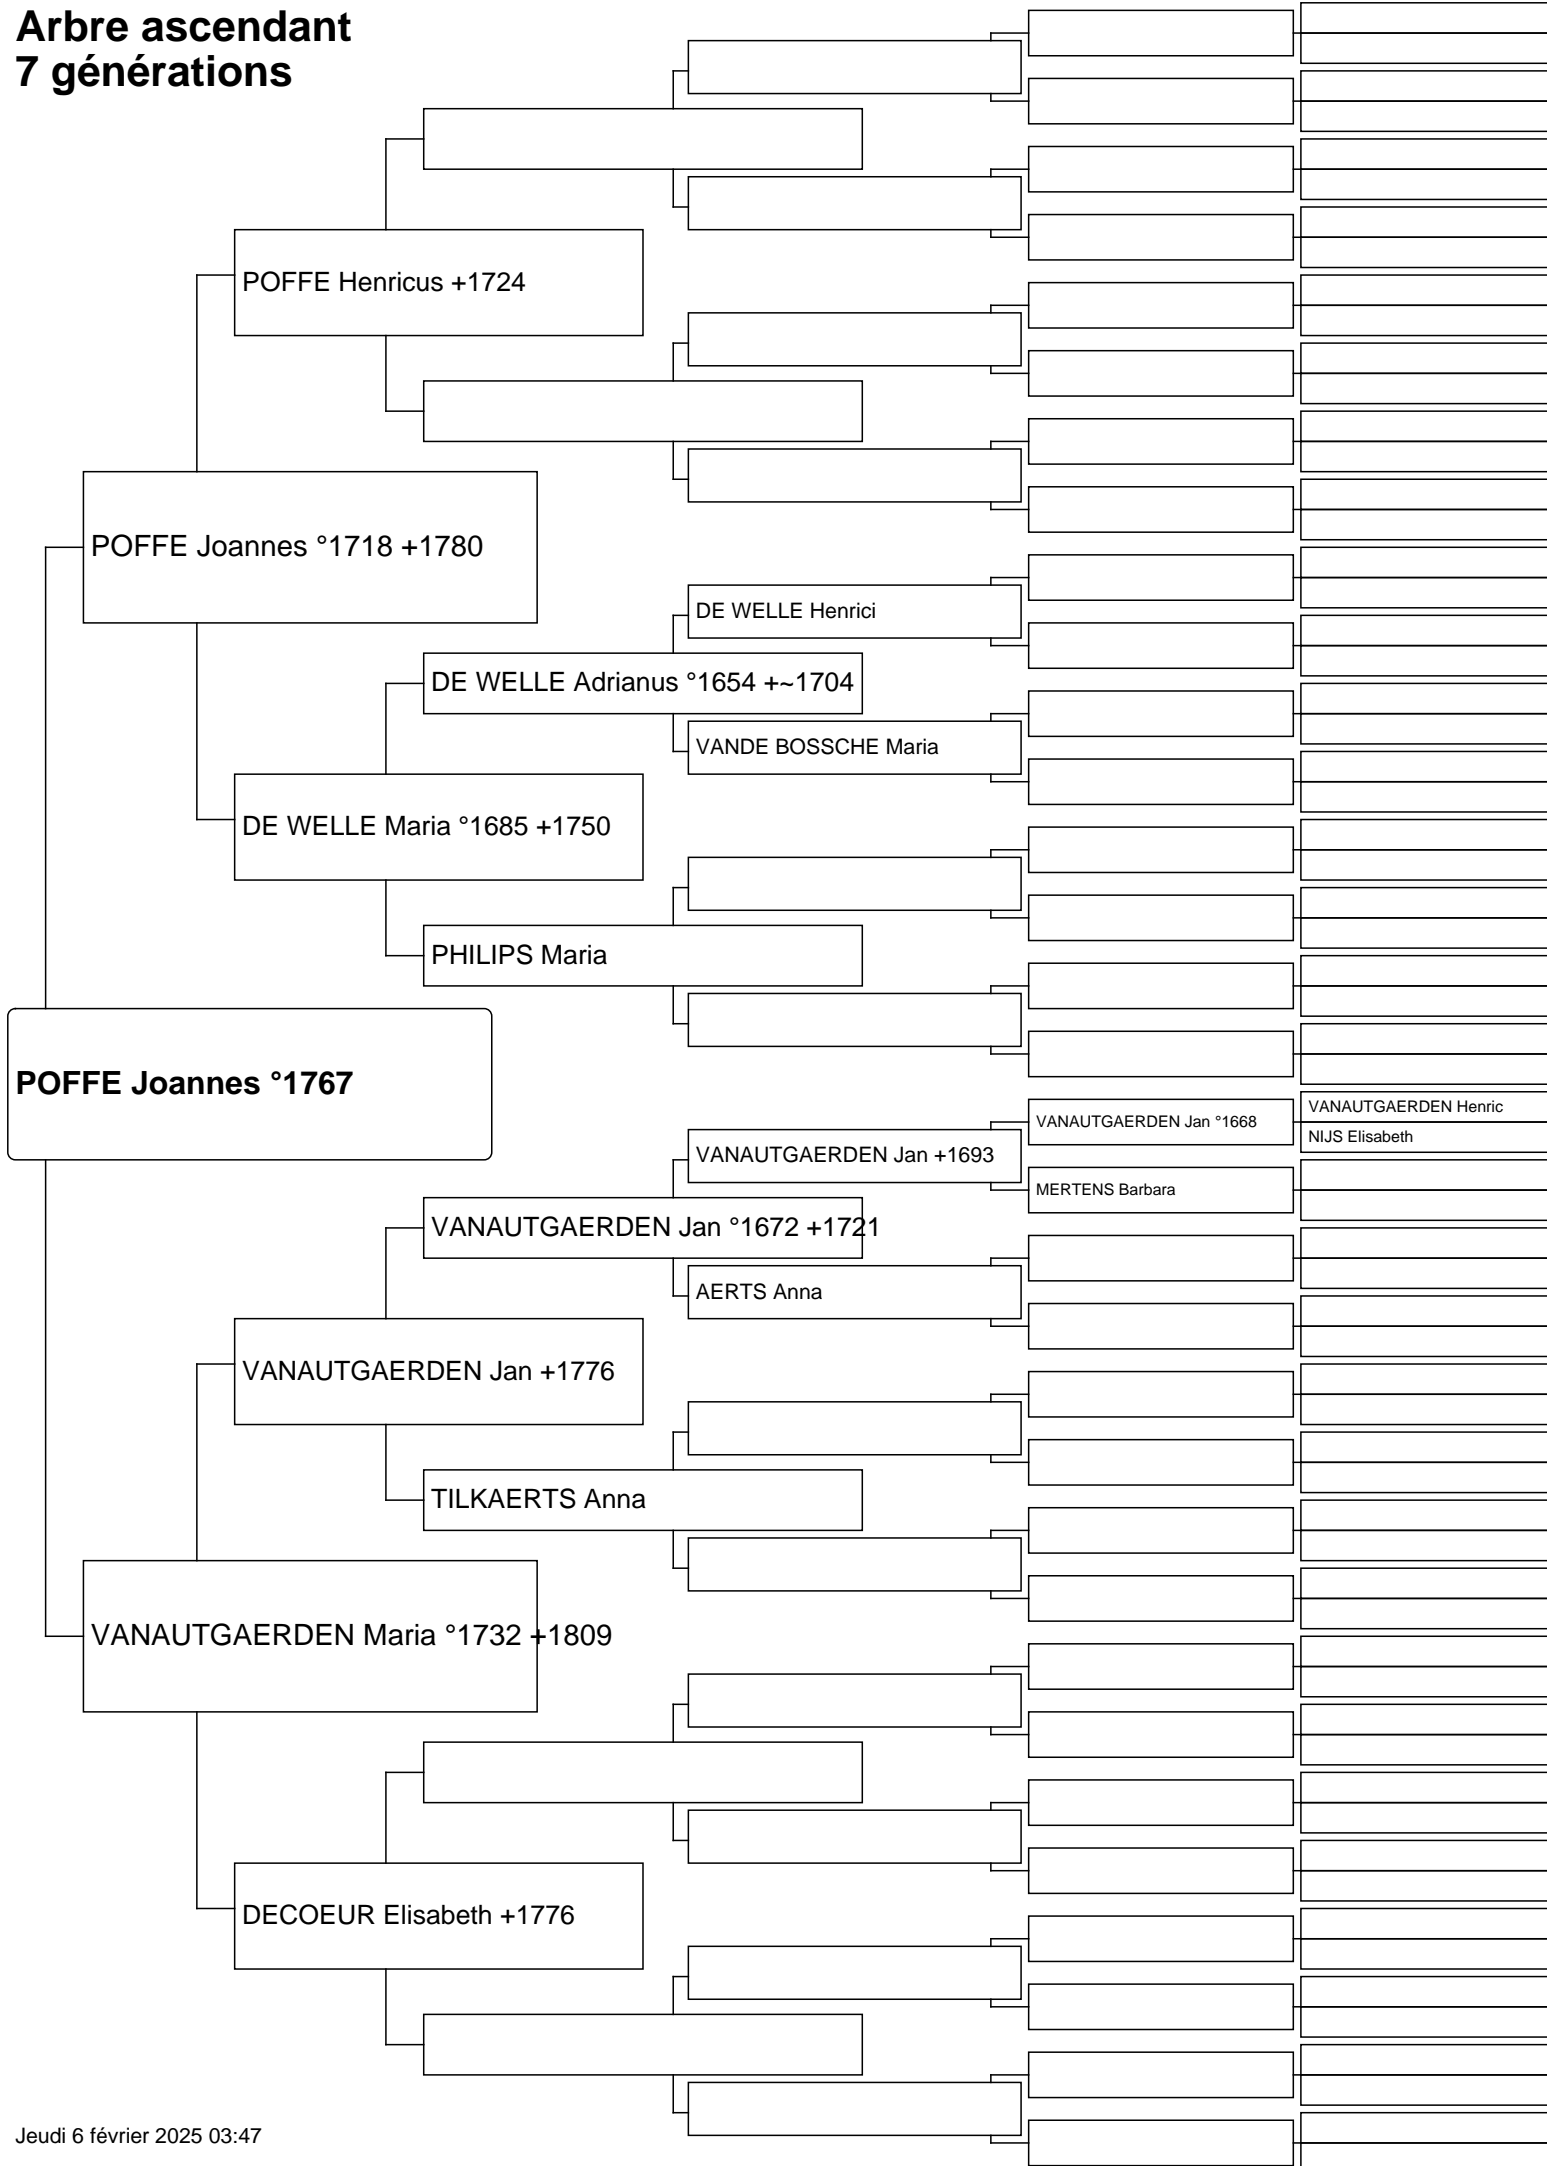 Arbre ascendant
7 générations
POFFE Henricus +1724
POFFE Joannes °1718 +1780
DE WELLE Henrici
DE WELLE Adrianus °1654 +~1704
VANDE BOSSCHE Maria
DE WELLE Maria °1685 +1750
PHILIPS Maria
POFFE Joannes °1767
VANAUTGAERDEN Henric
VANAUTGAERDEN Jan °1668
NIJS Elisabeth
VANAUTGAERDEN Jan +1693
MERTENS Barbara
VANAUTGAERDEN Jan °1672 +1721
AERTS Anna
VANAUTGAERDEN Jan +1776
TILKAERTS Anna
VANAUTGAERDEN Maria °1732 +1809
DECOEUR Elisabeth +1776
Jeudi 6 février 2025 03:47